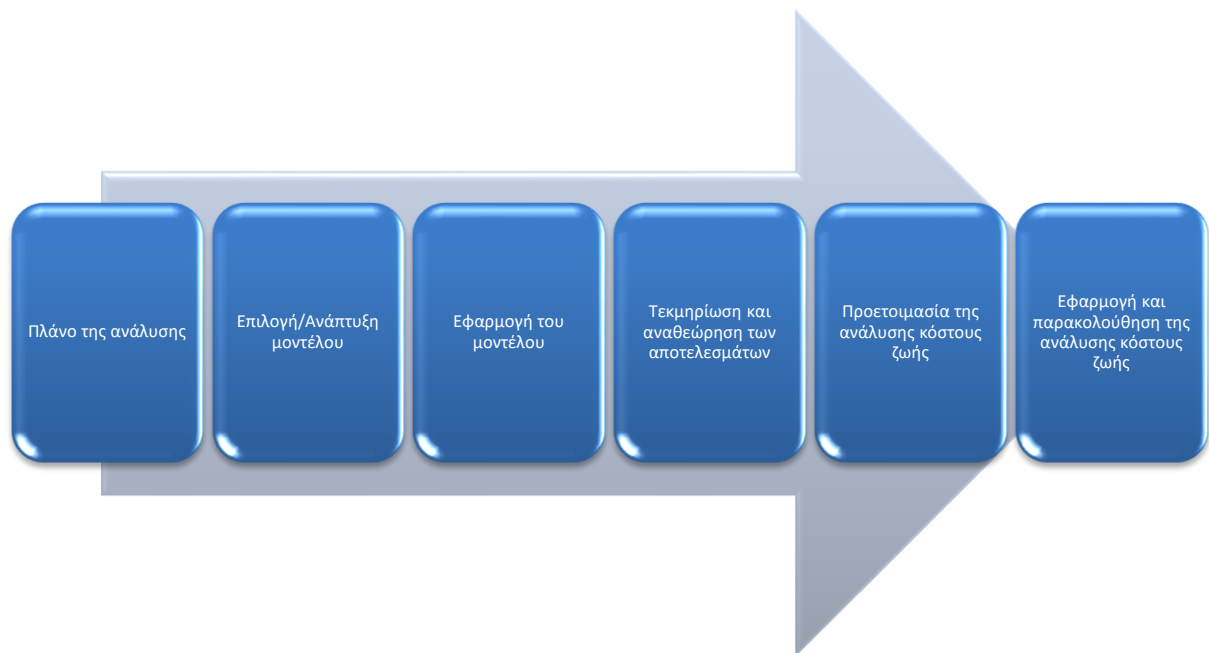 Πλάνο της ανάλυσης
Επιλογή/Ανάπτυξη
μοντέλου
Εφαρμογή του
μοντέλου
Τεκμηρίωση και
αναθεώρηση των
αποτελεσμάτων
Προετοιμασία της
ανάλυσης κόστους
ζωής
Εφαρμογή και
παρακολούθηση της
ανάλυσης κόστους
ζωής